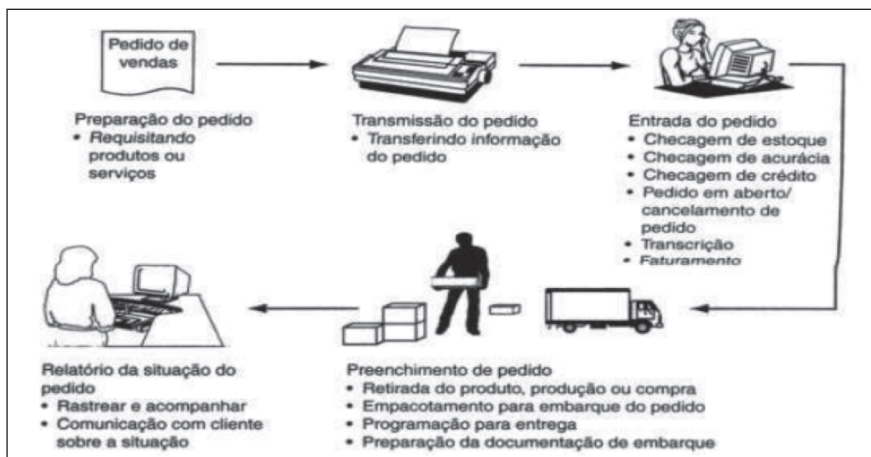 Pedido de
vendas
Preparação do pedido
• Requisitando
produtos ou
serviços
Transmissão do pedido
• Transferindo informação
do pedido
Entrada do pedido
• Checagem de estoque
• Checagem de acurácia
• Checagem de crédito
• Pedido em aberto/
cancelamento de
pedido
• Transcrição
• Faturamento
Preenchimento de pedido
• Retirada do produto, produção ou compra
• Empacotamento para embarque do pedido
• Programação para entrega
• Preparação da documentação de embarque
Relatório da situação do
pedido
• Rastrear e acompanhar
• Comunicação com cliente
sobre a situação